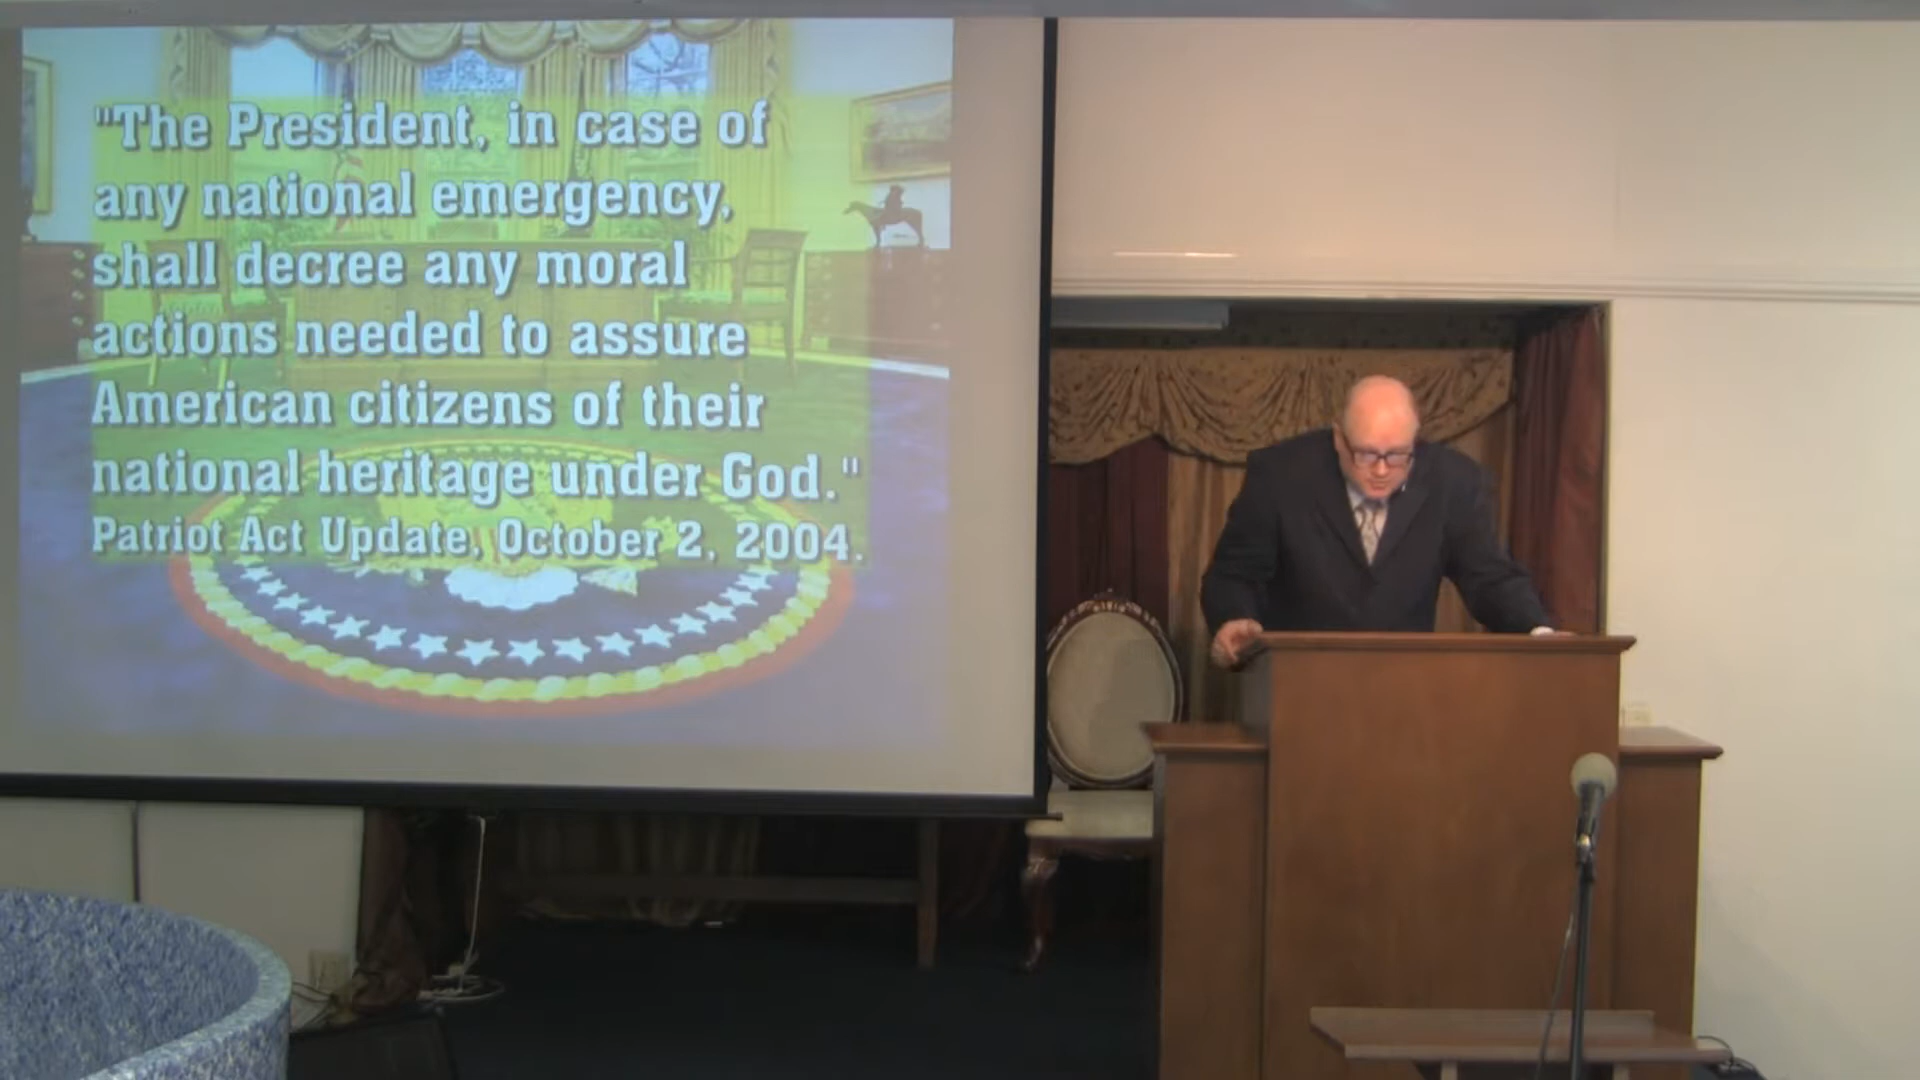 "The President, in case of
any national emergency,
shall decree any moral
actions needed to assure
American citizens of their
national heritage under God."
Patriot Act Update, October 2, 2004.